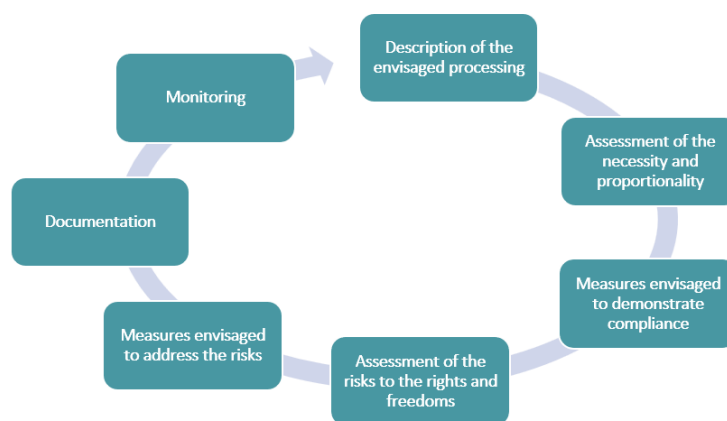 Description of the
envisaged processing
Assessment of the
necessity and
proportionality
Measures envisaged
to demonstrate
compliance
Assessment of the
risks to the rights and
freedoms
Measures envisaged
to address the risks
Documentation
Monitoring